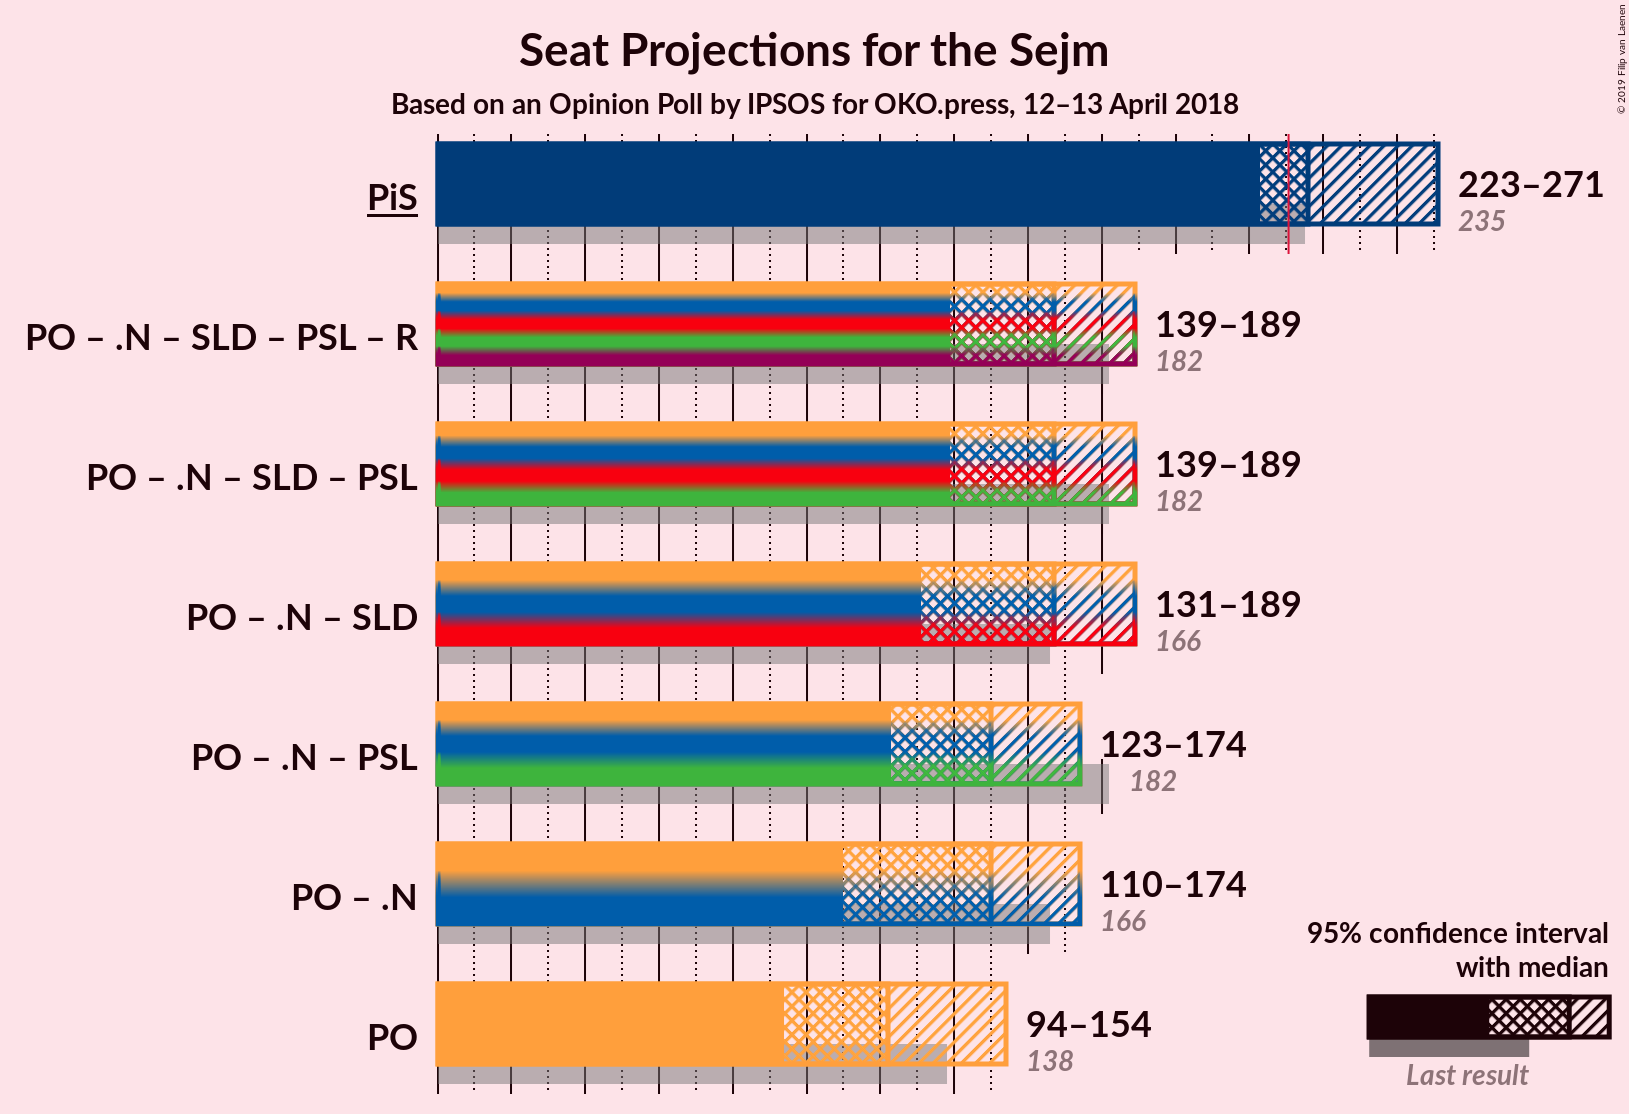 Seat Projections for the Sejm
Based on an Opinion Poll by IPSOS for OKO.press, 12–13 April 2018
© 2019 Filip van Laenen
PiS
223–271
235
PO – .N – SLD – PSL – R
139–189
182
PO – .N – SLD – PSL
139–189
182
PO – .N – SLD
131–189
166
PO – .N – PSL
123–174
182
PO – .N
110–174
166
PO
94–154
138
95% confidence interval
with median
Last result